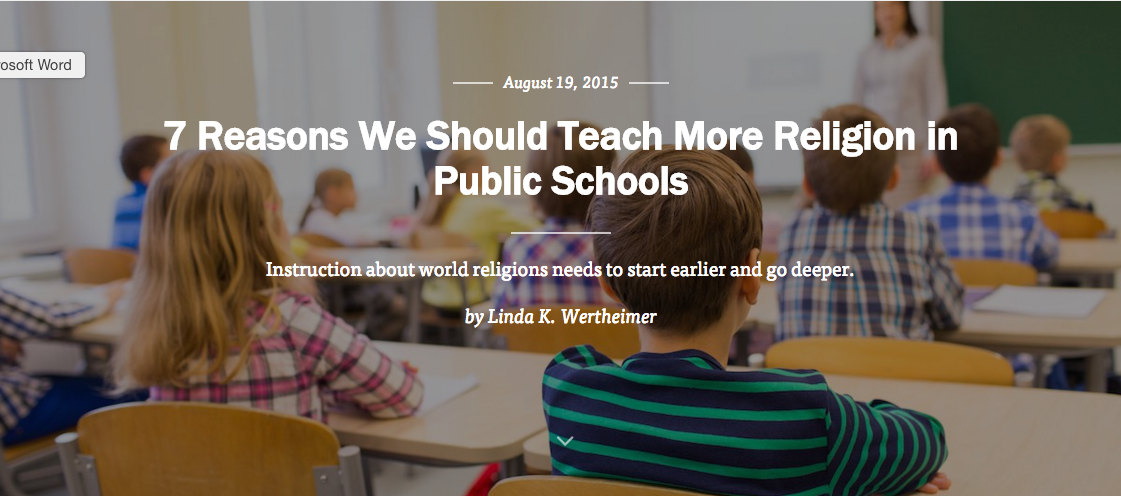 rosoft Word
August 19, 2015
7 Reasons We Should Teach More Religion in
Public Schools
Instruction about world religions needs to start earlier and go deeper.
by Linda K. Wertheimer